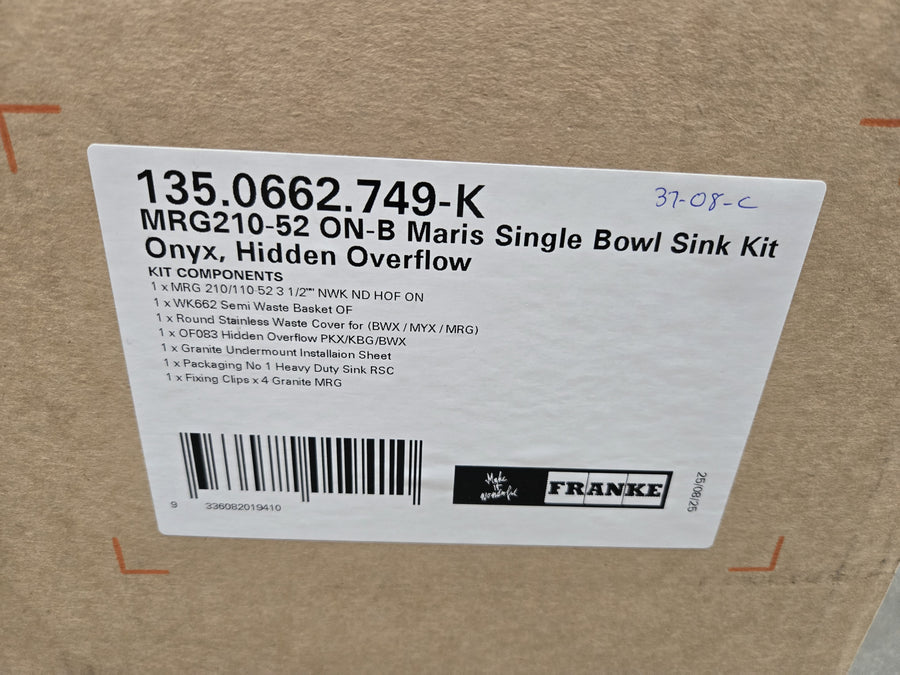 135.0662.749-K
37-08-C
MRG210-52 ON-B Maris Single Bowl Sink Kit
Onyx, Hidden Overflow
KIT COMPONENTS
1 x MRG 210/110-52 3 1/2"" NWK ND HOF ON
1 x WK662 Semi Waste Basket OF
1 x Round Stainless Waste Cover for (BWX / MYX / MRG)
1 x OF083 Hidden Overflow PKX/KBG/BWX
1 x Granite Undermount Installaion Sheet
1 x Packaging No 1 Heavy Duty Sink RSC
1 x Fixing Clips x 4 Granite MRG
9 336082019410
Make
it
Wonderful
FRANKE
25/08/25